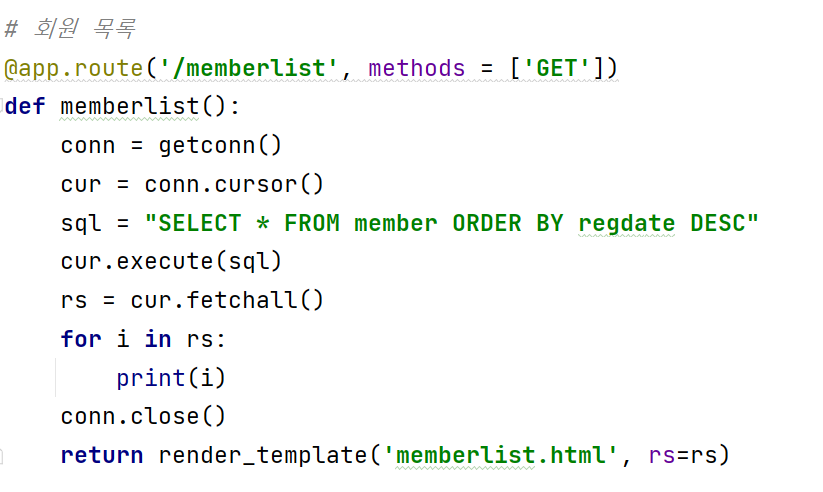 # 회원 목록
@app.route('/memberlist', methods = ['GET'])
def memberlist():
    conn = getconn()
    cur = conn.cursor()
    sql = "SELECT * FROM member ORDER BY regdate DESC"
    cur.execute(sql)
    rs = cur.fetchall()
    for i in rs:
        print(i)
    conn.close()
    return render_template('memberlist.html', rs=rs)